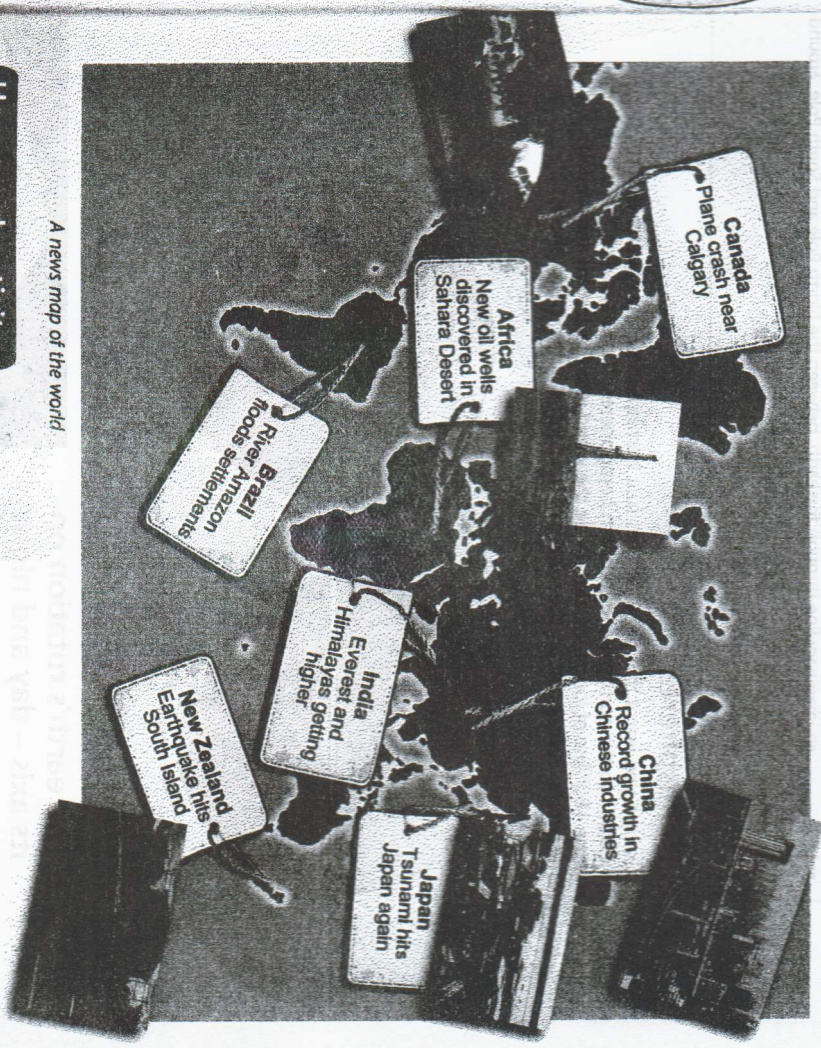 Canada
Plane crash near
Calgary
Africa
New oil wells
discovered in
Sahara Desert
Brazil
River Amazon
floods settlements
India
Everest and
Himalayas getting
higher
China
Record growth in
Chinese industries
Japan
Tsunami hits
Japan again
New Zealand
Earthquake hits
South Island
A news map of the world.